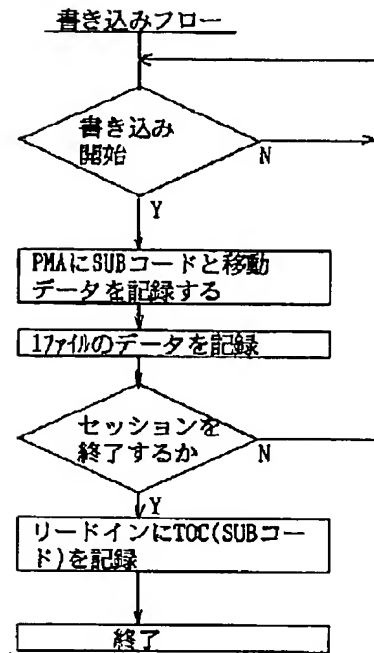 書き込みフロー
書き込み
開始
N
Y
PMAにSUBコードと移動
データを記録する
1ファイルのデータを記録
セッションを
終了するか
N
Y
リードインにTOC(SUBコー
ド)を記録
終了